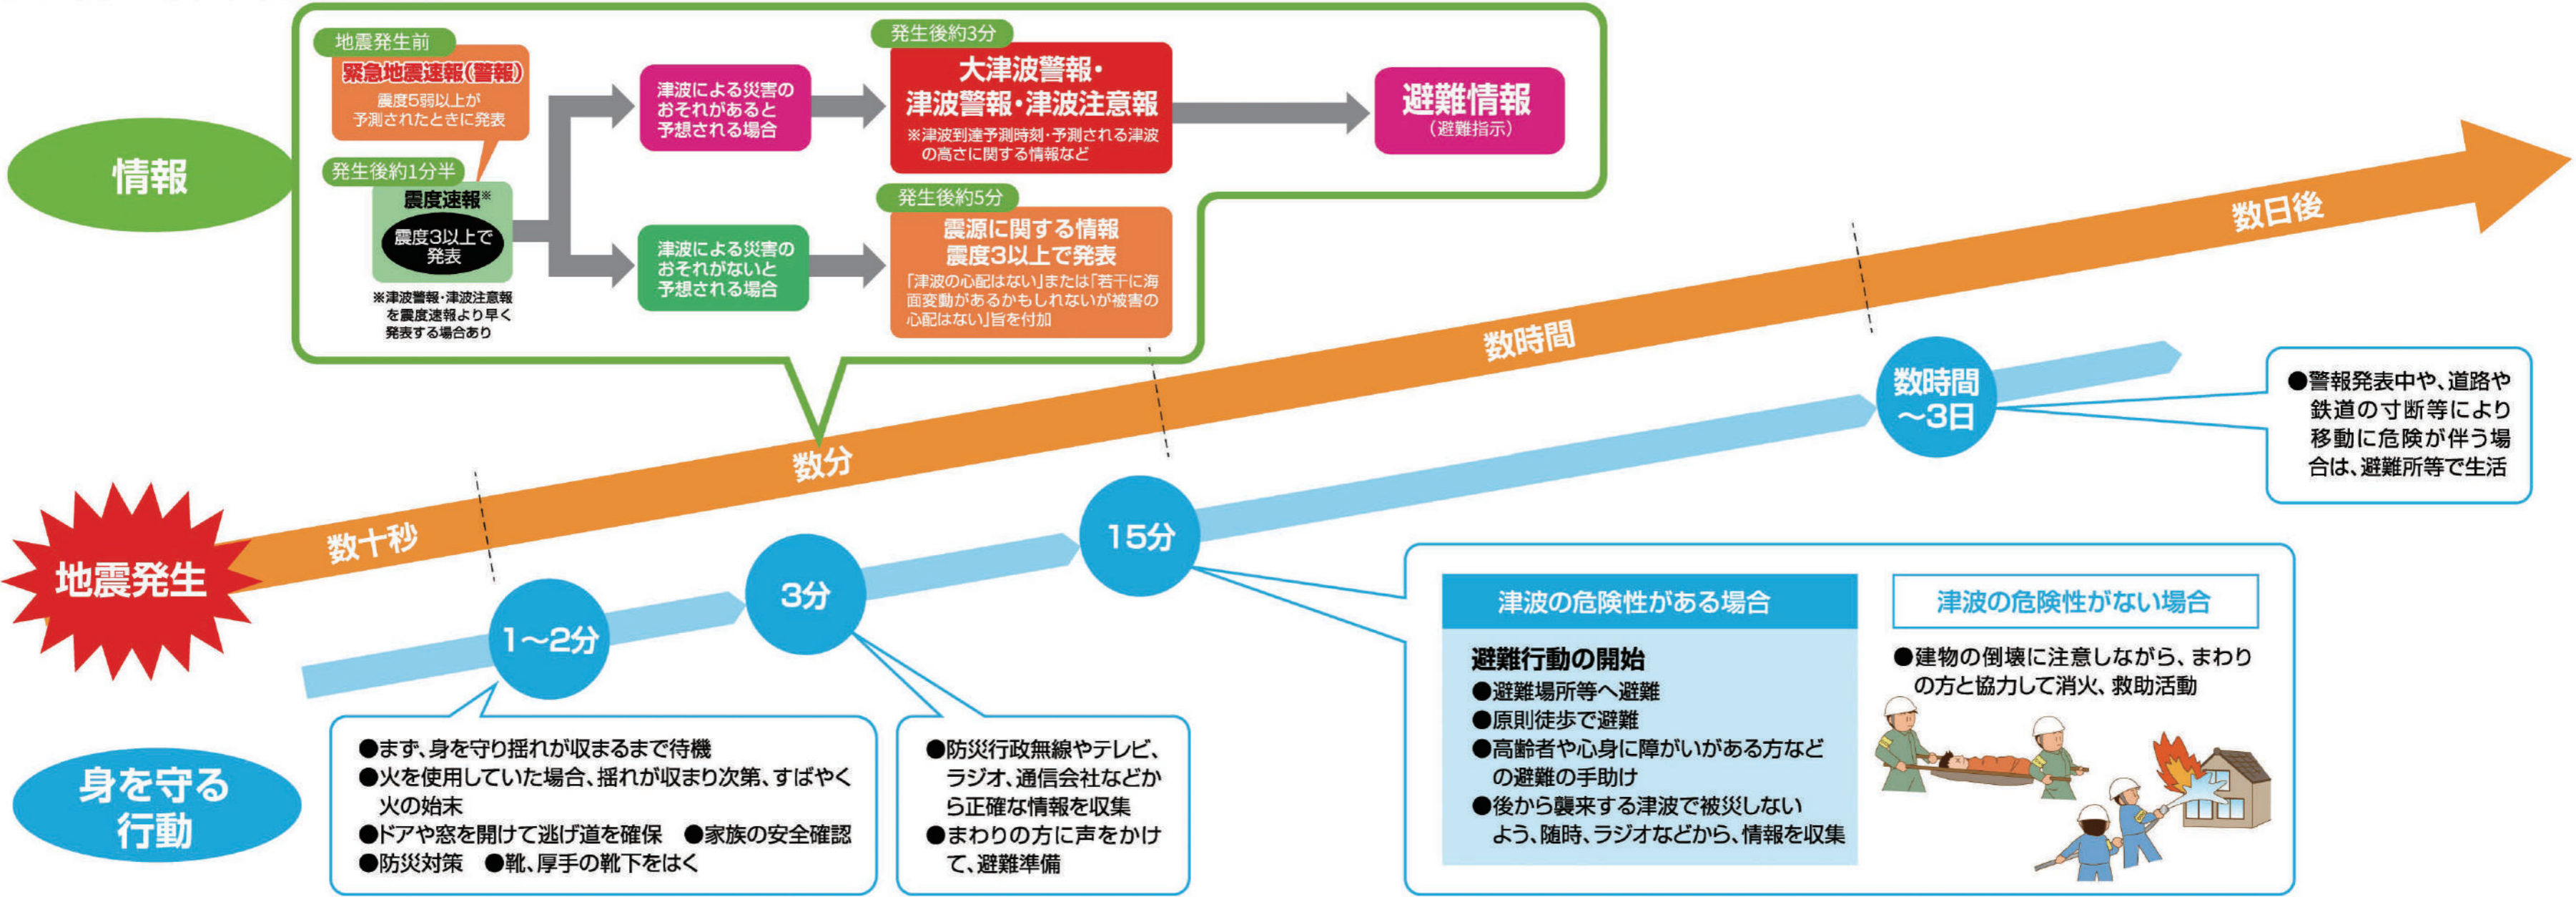 情報
地震発生前
緊急地震速報(警報)
震度5弱以上が
予測されたときに発表
発生後約1分半
震度速報※
震度3以上で
発表
※津波警報・津波注意報
を震度速報より早く
発表する場合あり
津波による災害の
おそれがあると
予想される場合
発生後約3分
大津波警報・
津波警報・津波注意報
※津波到達予測時刻・予測される津波
の高さに関する情報など
避難情報
(避難指示)
津波による災害の
おそれがないと
予想される場合
発生後約5分
震源に関する情報
震度3以上で発表
「津波の心配はない」または「若干に海
面変動があるかもしれないが被害の
心配はない」旨を付加
地震発生
数十秒
数分
数時間
数日後
身を守る
行動
1~2分
●まず、身を守り揺れが収まるまで待機
●火を使用していた場合、揺れが収まり次第、すばやく
火の始末
●ドアや窓を開けて逃げ道を確保 ●家族の安全確認
●防災対策 ●靴、厚手の靴下をはく
3分
●防災行政無線やテレビ、
ラジオ、通信会社などか
ら正確な情報を収集
●まわりの方に声をかけ
て、避難準備
15分
津波の危険性がある場合
避難行動の開始
●避難場所等へ避難
●原則徒歩で避難
●高齢者や心身に障がいがある方など
の避難の手助け
●後から襲来する津波で被災しない
よう、随時、ラジオなどから、情報を収集
津波の危険性がない場合
●建物の倒壊に注意しながら、まわり
の方と協力して消火、救助活動
数時間
~3日
●警報発表中や、道路や
鉄道の寸断等により
移動に危険が伴う場
合は、避難所等で生活